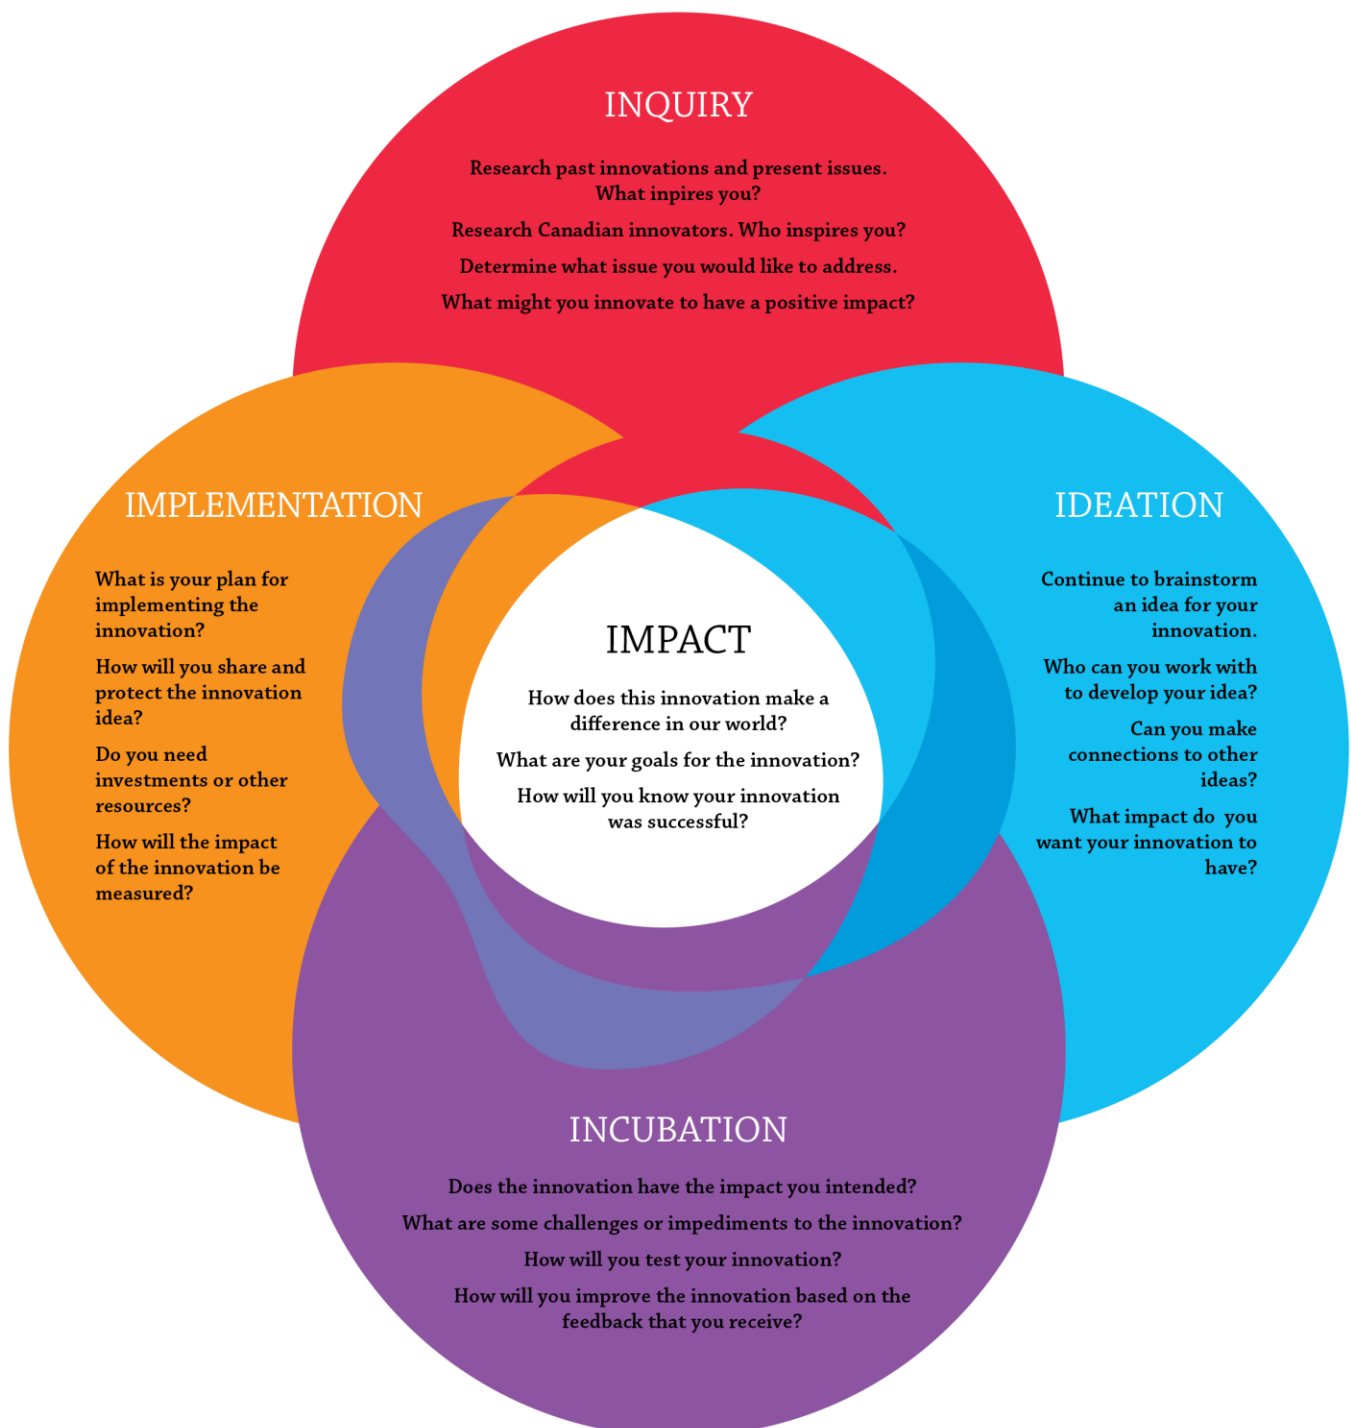 INQUIRY
Research past innovations and present issues.
What inpires you?
Research Canadian innovators. Who inspires you?
Determine what issue you would like to address.
What might you innovate to have a positive impact?
IMPLEMENTATION
What is your plan for
implementing the
innovation?
How will you share and
protect the innovation
idea?
Do you need
investments or other
resources?
How will the impact
of the innovation be
measured?
IMPACT
How does this innovation make a
difference in our world?
What are your goals for the innovation?
How will you know your innovation
was successful?
IDEATION
Continue to brainstorm
an idea for your
innovation.
Who can you work with
to develop your idea?
Can you make
connections to other
ideas?
What impact do you
want your innovation to
have?
INCUBATION
Does the innovation have the impact you intended?
What are some challenges or impediments to the innovation?
How will you test your innovation?
How will you improve the innovation based on the
feedback that you receive?